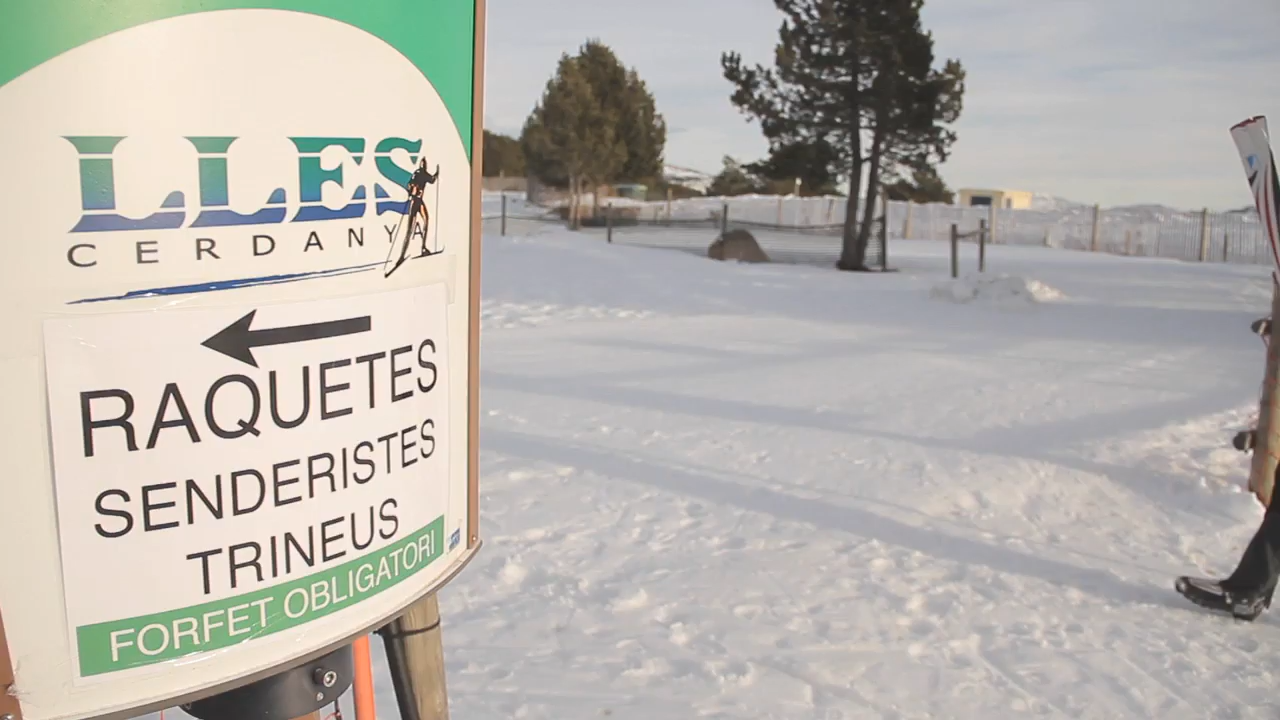 LLES
CERDANYA
RAQUETES
SENDERISTES
TRINEUS
FORFET OBLIGATORI